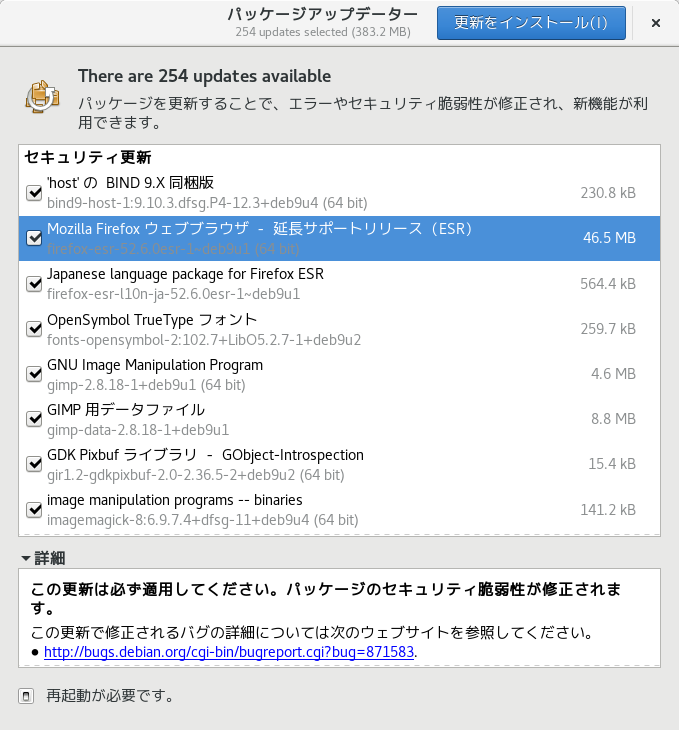 パッケージアップデーター
254 updates selected (383.2 MB)
更新をインストール(I)
There are 254 updates available
パッケージを更新することで、エラーやセキュリティ脆弱性が修正され、新機能が利
用できます。
セキュリティ更新
'host' の BIND 9.X 同梱版
bind9-host-1:9.10.3.dfsg.P4-12.3+deb9u4 (64 bit)
230.8 kB
Mozilla Firefox ウェブブラウザ - 延長サポートリリース (ESR)
firefox-esr-52.6.0esr-1~deb9u1 (64 bit)
46.5 MB
Japanese language package for Firefox ESR
firefox-esr-l10n-ja-52.6.0esr-1~deb9u1
564.4 kB
OpenSymbol TrueType フォント
fonts-opensymbol-2:102.7+LibO5.2.7-1+deb9u2
259.7 kB
GNU Image Manipulation Program
gimp-2.8.18-1+deb9u1 (64 bit)
4.6 MB
GIMP 用データファイル
gimp-data-2.8.18-1+deb9u1
8.8 MB
GDK Pixbuf ライブラリ - GObject-Introspection
gir1.2-gdkpixbuf-2.0-2.36.5-2+deb9u2 (64 bit)
15.4 kB
image manipulation programs -- binaries
imagemagick-8:6.9.7.4+dfsg-11+deb9u4 (64 bit)
141.2 kB
詳細
この更新は必ず適用してください。パッケージのセキュリティ脆弱性が修正されま
す。
この更新で修正されるバグの詳細については次のウェブサイトを参照してください。
● http://bugs.debian.org/cgi-bin/bugreport.cgi?bug=871583.
再起動が必要です。